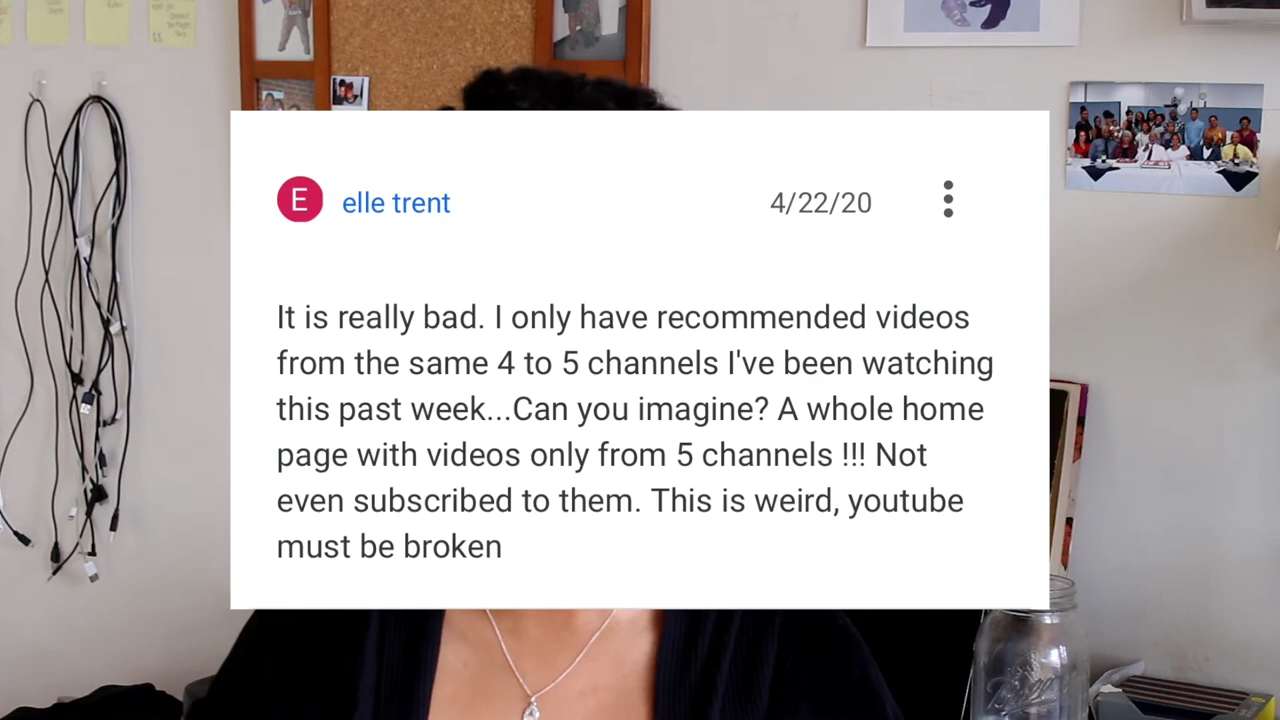 E
elle trent
4/22/20
It is really bad. I only have recommended videos
from the same 4 to 5 channels I've been watching
this past week...Can you imagine? A whole home
page with videos only from 5 channels !!! Not
even subscribed to them. This is weird, youtube
must be broken